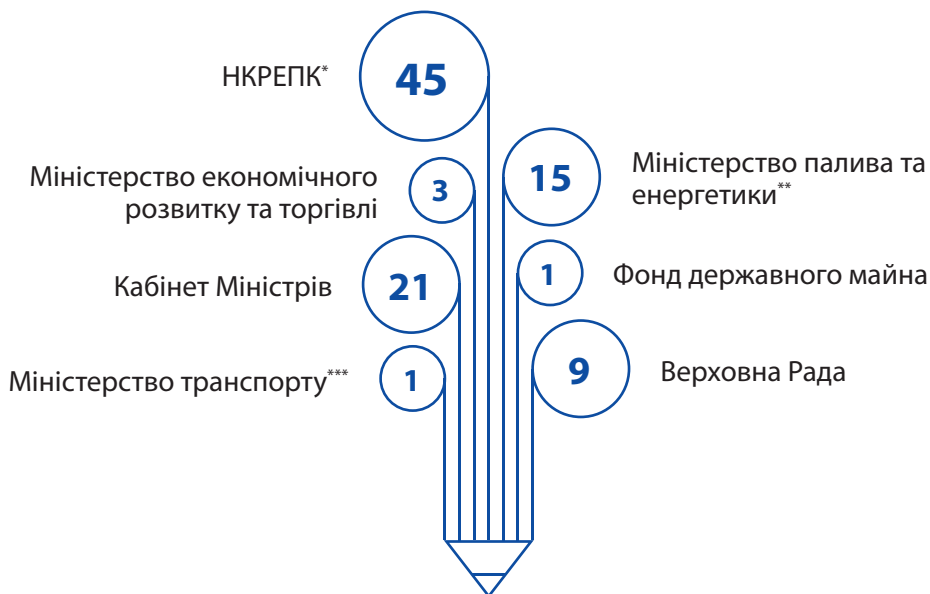 45
НКРЕПК*
Міністерство економічного
розвитку та торгівлі
3
15
Міністерство палива та
енергетики**
Кабінет Міністрів
21
1
Фонд державного майна
Міністерство транспорту***
1
9
Верховна Рада